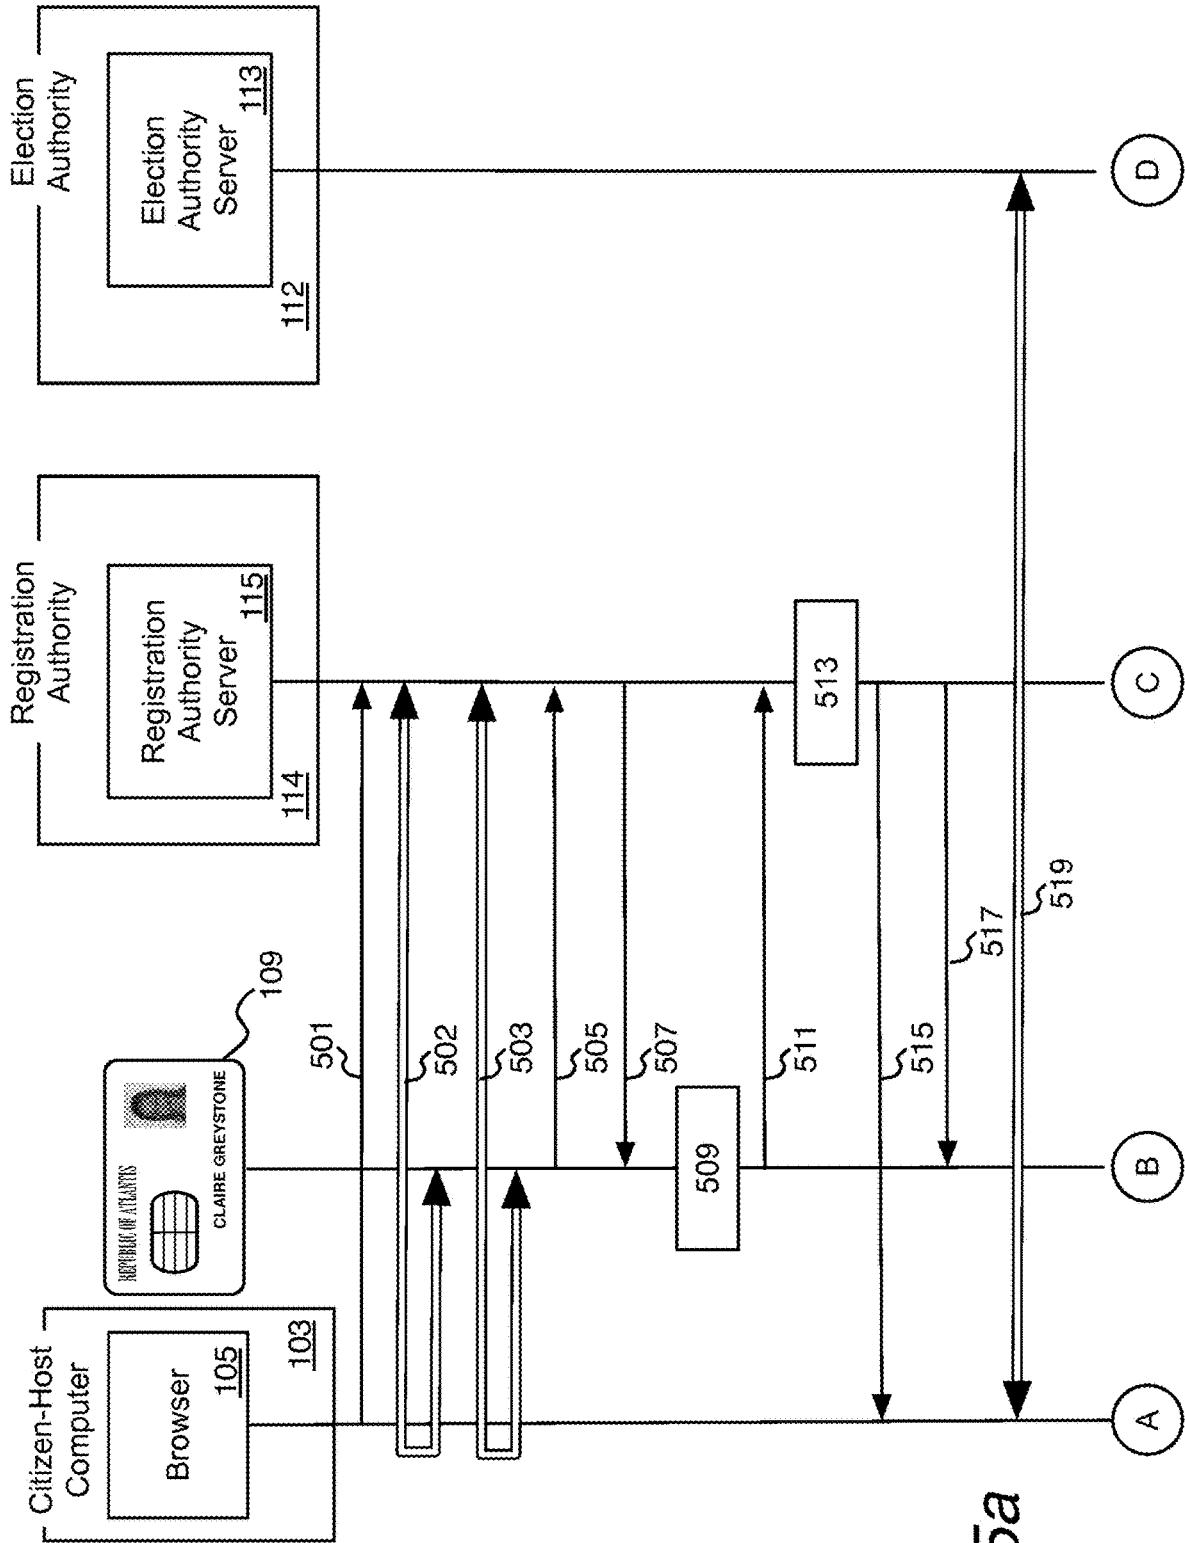 Citizen-Host
Computer
Browser
105
103
REPUBLIC OF ATLANTIS
CLAIRE GREYSTONE
109
Registration
Authority
Registration
Authority
Server
115
114
Election
Authority
Election
Authority
Server
113
112
501
502
503
505
507
509
511
513
515
517
519
A
B
C
D
5a